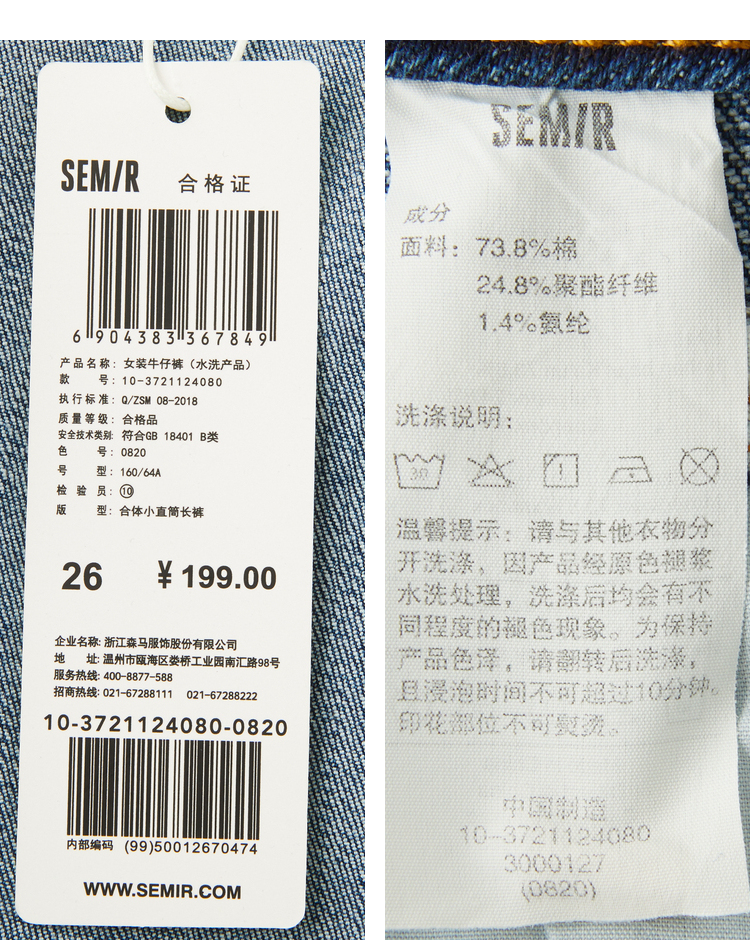 SEMIR 合格证
6 904383 367849
产品名称: 女装牛仔裤（水洗产品）
款 号: 10-3721124080
执行标准: Q/ZSM 08-2018
质量等级: 合格品
安全技术类别: 符合GB 18401 B类
色 号: 0820
号 型: 160/64A
检 验 员: ⑩
版 型: 合体小直筒长裤
26 ¥ 199.00
企业名称: 浙江森马服饰股份有限公司
地 址: 温州市瓯海区娄桥工业园南汇路98号
服务热线: 400-8877-588
招商热线: 021-67288111 021-67288222
10-3721124080-0820
内部编码 (99)50012670474
WWW.SEMIR.COM
SEMIR
成分
面料: 73.8%棉
24.8%聚酯纤维
1.4%氨纶
洗涤说明:
30
温馨提示: 请与其他衣物分
开洗涤, 因产品经原色褪浆
水洗处理, 洗涤后均会有不
同程度的褪色现象。为保持
产品色泽, 请翻转后洗涤,
且浸泡时间不可超过10分钟。
印花部位不可熨烫。
中国制造
10-3721124080
3000127
(0820)